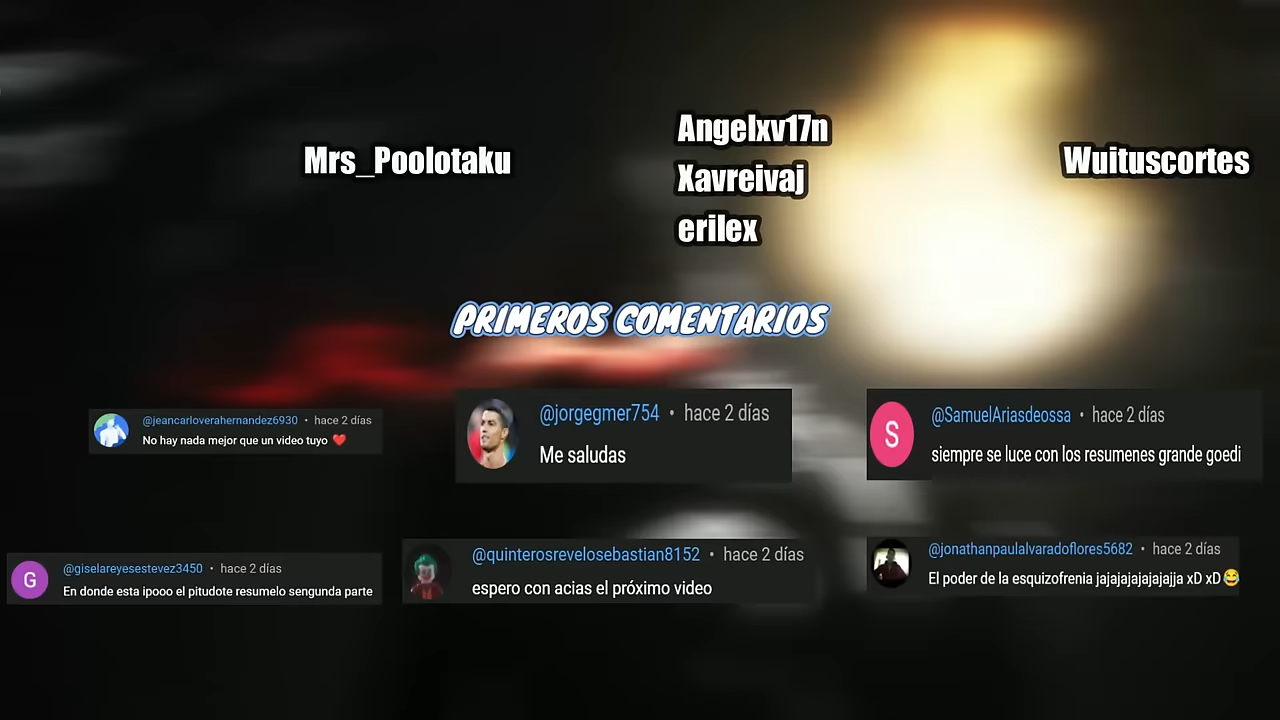 Mrs_Poolotaku
Angelxv17n
Xavreivaj
erilex
Wuituscortes
PRIMEROS COMENTARIOS
@jeancarloverahernandez6930 • hace 2 días
No hay nada mejor que un video tuyo ❤️
@jorgegmer754 • hace 2 días
Me saludas
S
@SamuelAriasdeossa • hace 2 días
siempre se luce con los resumenes grande goedi
G
@giselareyesestevez3450 • hace 2 días
En donde esta ipooo el pitudote resumelo sengunda parte
@quinterosrevelosebastian8152 • hace 2 días
espero con acias el próximo video
@jonathanpaulalvaradoflores5682 • hace 2 días
El poder de la esquizofrenia jajajajajajajja xD xD😂